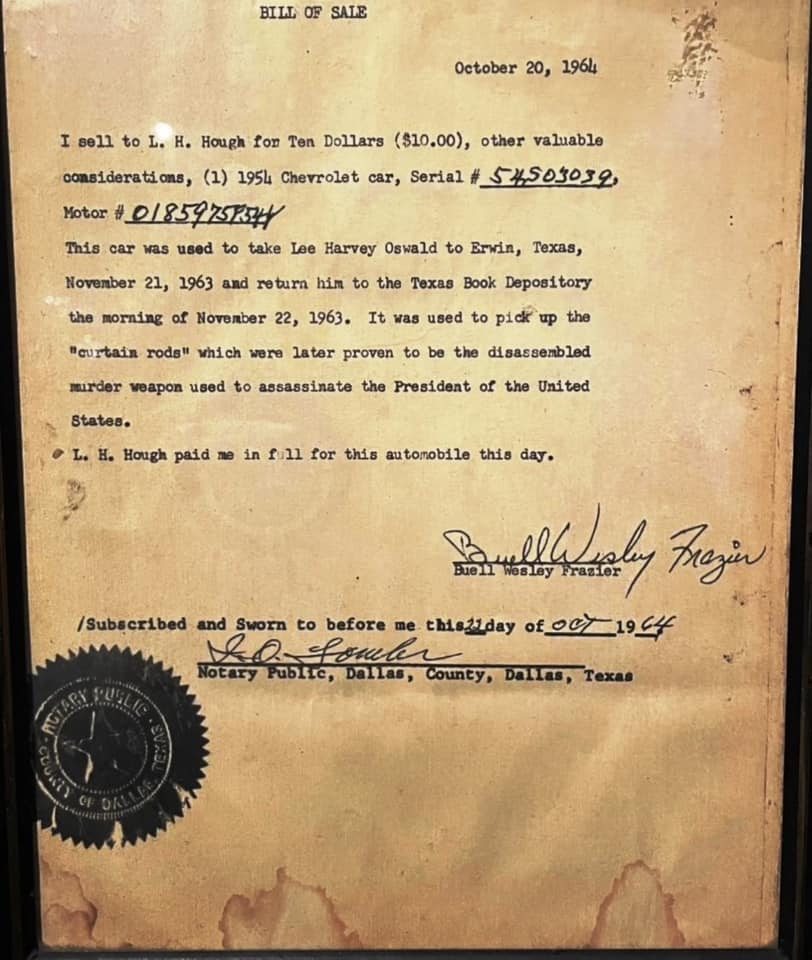 BILL OF SALE
October 20, 1964
I sell to L. H. Hough for Ten Dollars ($10.00), other valuable
considerations, (1) 1954 Chevrolet car, Serial #
Motor #
This car was used to take Lee Harvey Oswald to Erwin, Texas,
November 21, 1963 and return him to the Texas Book Depository
the morning of November 22, 1963. It was used to pick up the
"curtain rods" which were later proven to be the disassembled
murder weapon used to assassinate the President of the United
States.
L. H. Hough paid me in full for this automobile this day.
Buell Wesley Frazier
Buell Wesley Frazier
/Subscribed and Sworn to before me this day of OCT 1964
Notary Public, Dallas, County, Dallas, Texas
NOTARY PUBLIC · TEXAS
COUNTY OF DALLAS